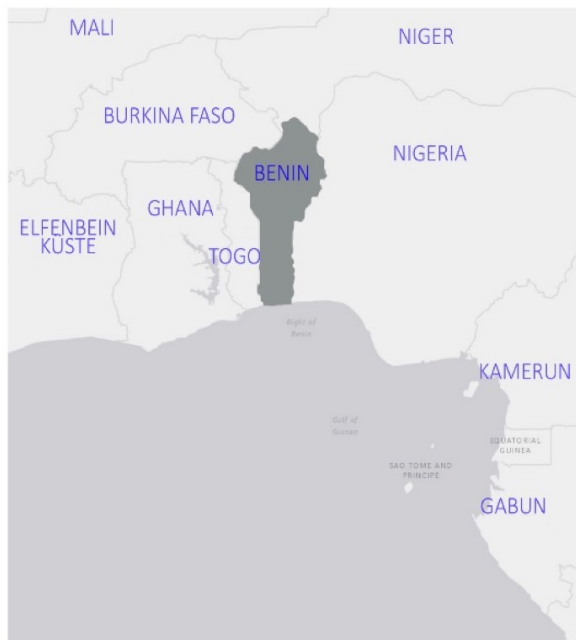 MALI
NIGER
BURKINA FASO
NIGERIA
BENIN
GHANA
ELFENBEIN
KÜSTE
TOGO
Bight of
Benin
KAMERUN
Gulf of
Guinea
EQUATORIAL
GUINEA
SAO TOME AND
PRINCIPE
GABUN